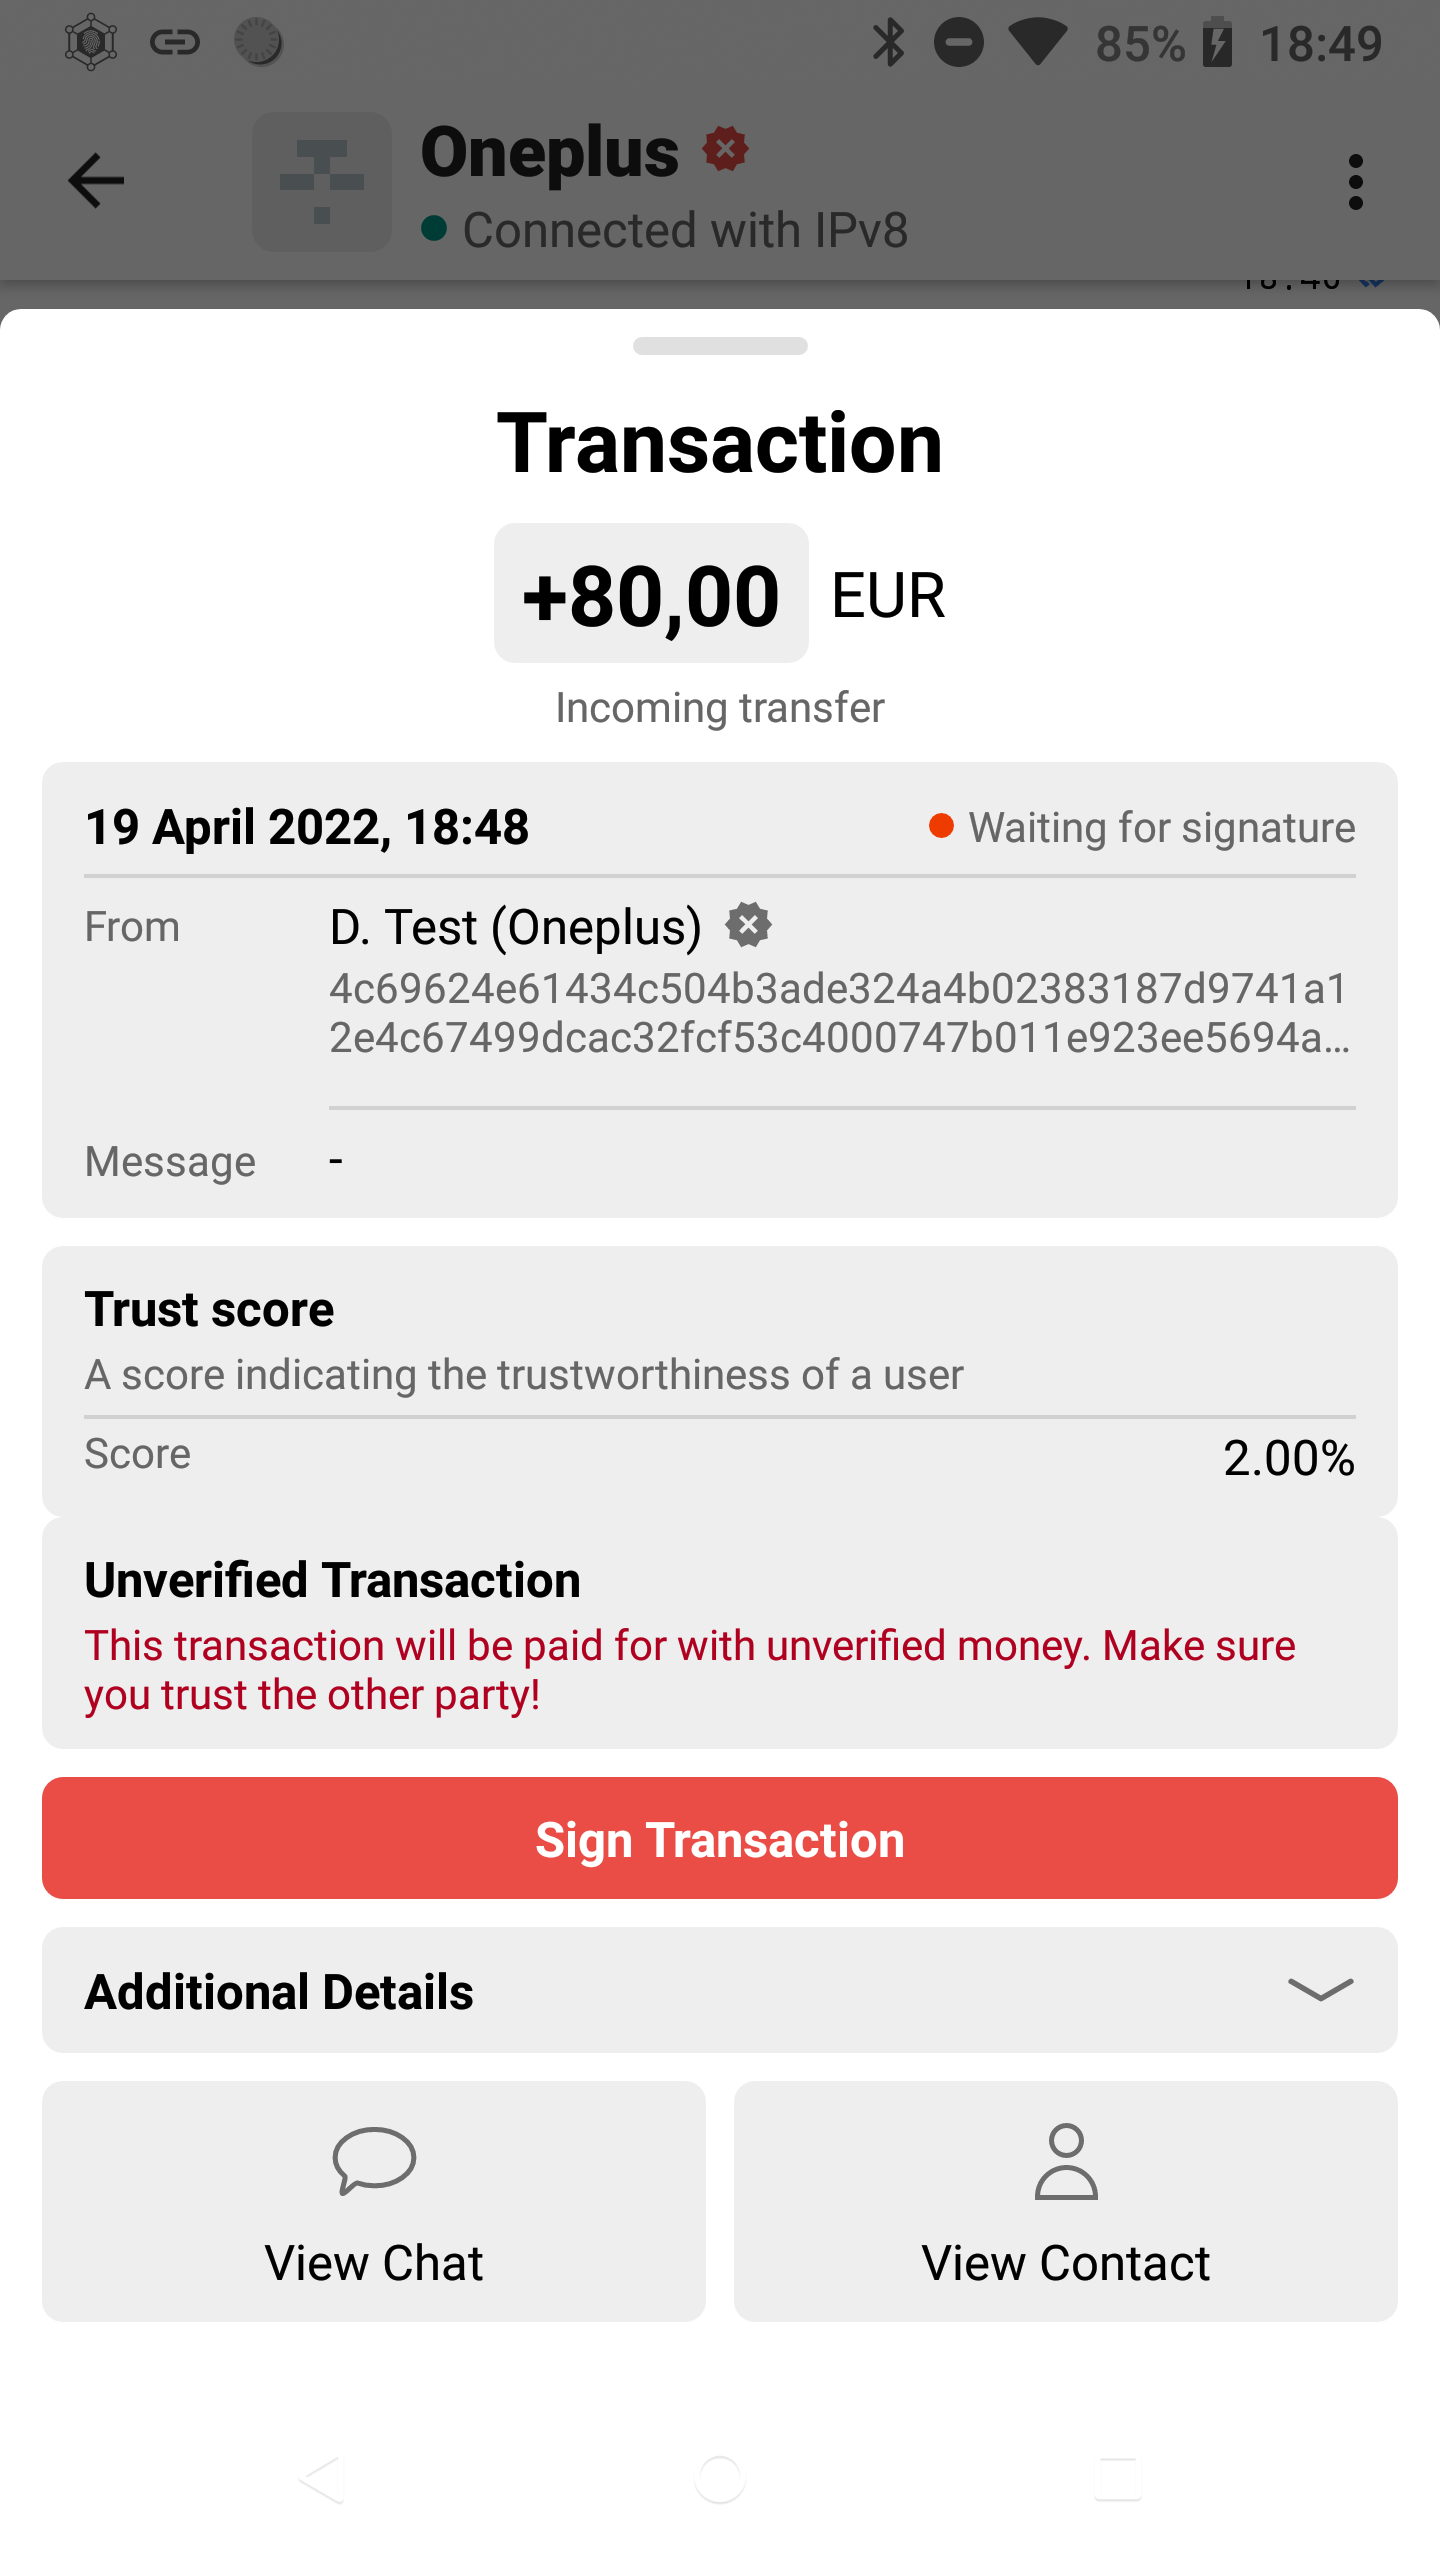 85% 18:49
Oneplus
Connected with IPv8
Transaction
+80,00 EUR
Incoming transfer
19 April 2022, 18:48 Waiting for signature
From D. Test (Oneplus)
4c69624e61434c504b3ade324a4b02383187d9741a1
2e4c67499dcac32fcf53c4000747b011e923ee5694a...
Message -
Trust score
A score indicating the trustworthiness of a user
Score 2.00%
Unverified Transaction
This transaction will be paid for with unverified money. Make sure
you trust the other party!
Sign Transaction
Additional Details
View Chat View Contact